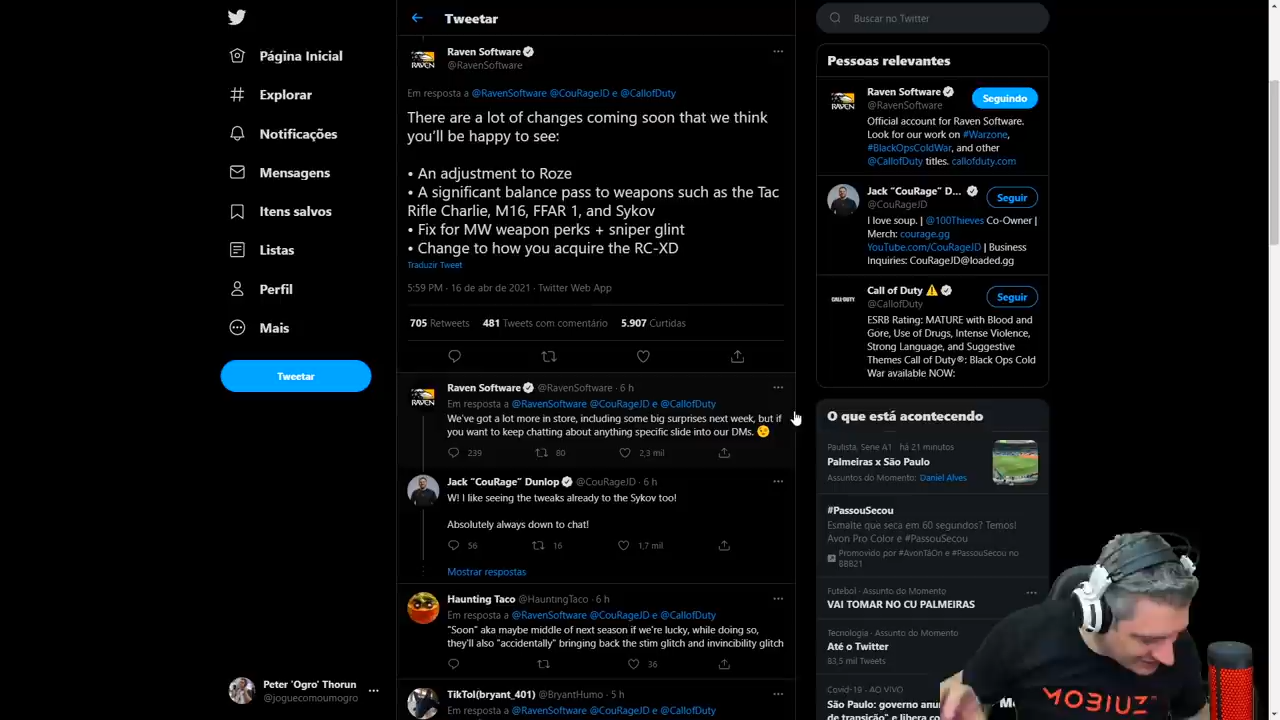 Página Inicial
Explorar
Notificações
Mensagens
Itens salvos
Listas
Perfil
Mais
Tweetar
Peter 'Ogro' Thorun
@joguecomoumogro
Tweetar
Raven Software
@RavenSoftware
Em resposta a @RavenSoftware @CouRageJD e @CallofDuty
There are a lot of changes coming soon that we think
you'll be happy to see:
• An adjustment to Roze
• A significant balance pass to weapons such as the Tac
Rifle Charlie, M16, FFAR 1, and Sykov
• Fix for MW weapon perks + sniper glint
• Change to how you acquire the RC-XD
Traduzir Tweet
5:59 PM · 16 de abr de 2021 · Twitter Web App
705 Retweets 481 Tweets com comentário 5.907 Curtidas
Raven Software @RavenSoftware · 6 h
Em resposta a @RavenSoftware @CouRageJD e @CallofDuty
We've got a lot more in store, including some big surprises next week, but if
you want to keep chatting about anything specific slide into our DMs. 😉
239 80 2,3 mil
Jack "CouRage" Dunlop @CouRageJD · 6 h
W! I like seeing the tweaks already to the Sykov too!
Absolutely always down to chat!
56 16 1,7 mil
Mostrar respostas
Haunting Taco @HauntingTaco · 6 h
Em resposta a @RavenSoftware @CouRageJD e @CallofDuty
"Soon" aka maybe middle of next season if we're lucky, while doing so,
they'll also "accidentally" bringing back the stim glitch and invincibility glitch
36
TikTol(bryant_401) @BryantHumo · 5 h
Em resposta a @RavenSoftware @CouRageJD e @CallofDuty
Buscar no Twitter
Pessoas relevantes
Raven Software
@RavenSoftware
Seguindo
Official account for Raven Software.
Look for our work on #Warzone,
#BlackOpsColdWar, and other
@CallofDuty titles. callofduty.com
Jack "CouRage" D...
@CouRageJD
Seguir
I love soup. | @100Thieves Co-Owner |
Merch: courage.gg
YouTube.com/CouRageJD | Business
Inquiries: CouRageJD@loaded.gg
Call of Duty ⚠️
@CallofDuty
Seguir
ESRB Rating: MATURE with Blood and
Gore, Use of Drugs, Intense Violence,
Strong Language, and Suggestive
Themes Call of Duty®: Black Ops Cold
War available NOW:
O que está acontecendo
Paulista, Série A1 · há 21 minutos
Palmeiras x São Paulo
Assuntos do Momento: Daniel Alves
#PassouSecou
Esmalte que seca em 60 segundos? Temos!
Avon Pro Color e #PassouSecou
Promovido por #AvonTáOn e #PassouSecou no
BBB21
Futebol · Assunto do Momento
VAI TOMAR NO CU PALMEIRAS
Tecnologia · Assunto do Momento
Até o Twitter
83,5 mil Tweets
Covid-19 · AO VIVO
São Paulo: governo
de transição" e libera
MOBIUZ